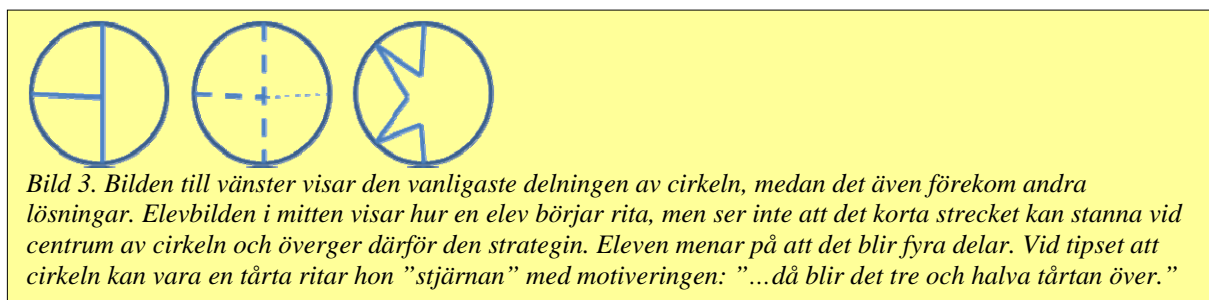 Bild 3. Bilden till vänster visar den vanligaste delningen av cirkeln, medan det även förekom andra
lösningar. Elevbilden i mitten visar hur en elev börjar rita, men ser inte att det korta strecket kan stanna vid
centrum av cirkeln och överger därför den strategin. Eleven menar på att det blir fyra delar. Vid tipset att
cirkeln kan vara en tårta ritar hon ”stjärnan” med motiveringen: ”…då blir det tre och halva tårtan över.”